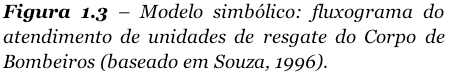 Figura 1.3 – Modelo simbólico: fluxograma do
atendimento de unidades de resgate do Corpo de
Bombeiros (baseado em Souza, 1996).